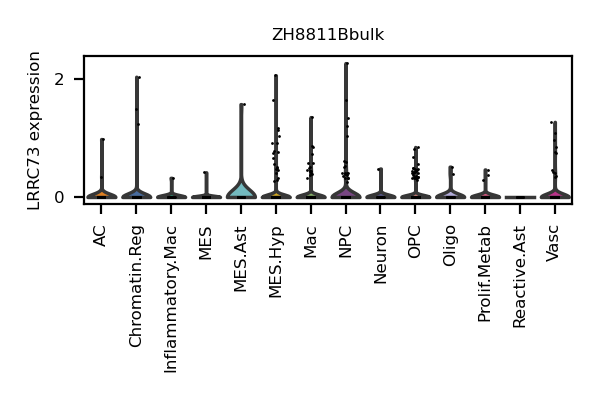 ZH8811Bbulk
LRRC73 expression
2
0
AC
Chromatin.Reg
Inflammatory.Mac
MES
MES.Ast
MES.Hyp
Mac
NPC
Neuron
OPC
Oligo
Prolif.Metab
Reactive.Ast
Vasc